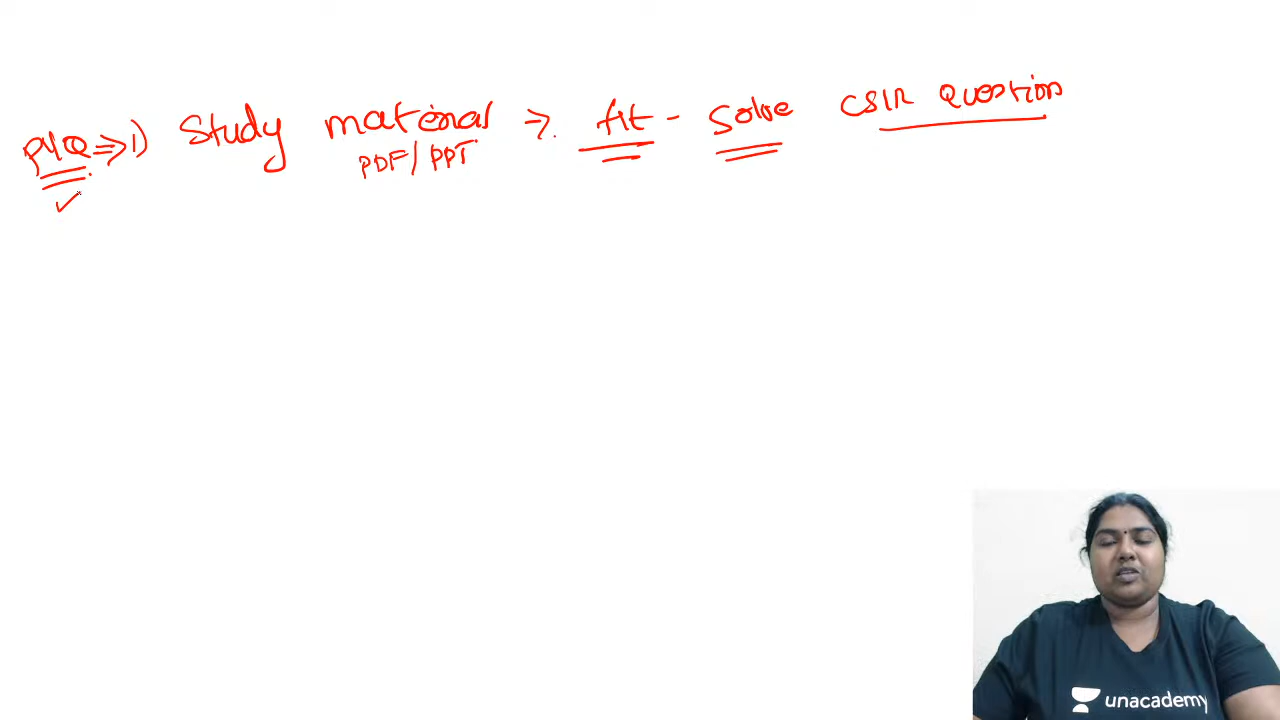 PYQ ⇒ 1) Study material → fit - Solve CSIR Question
PDF/PPT
✓
unacademy